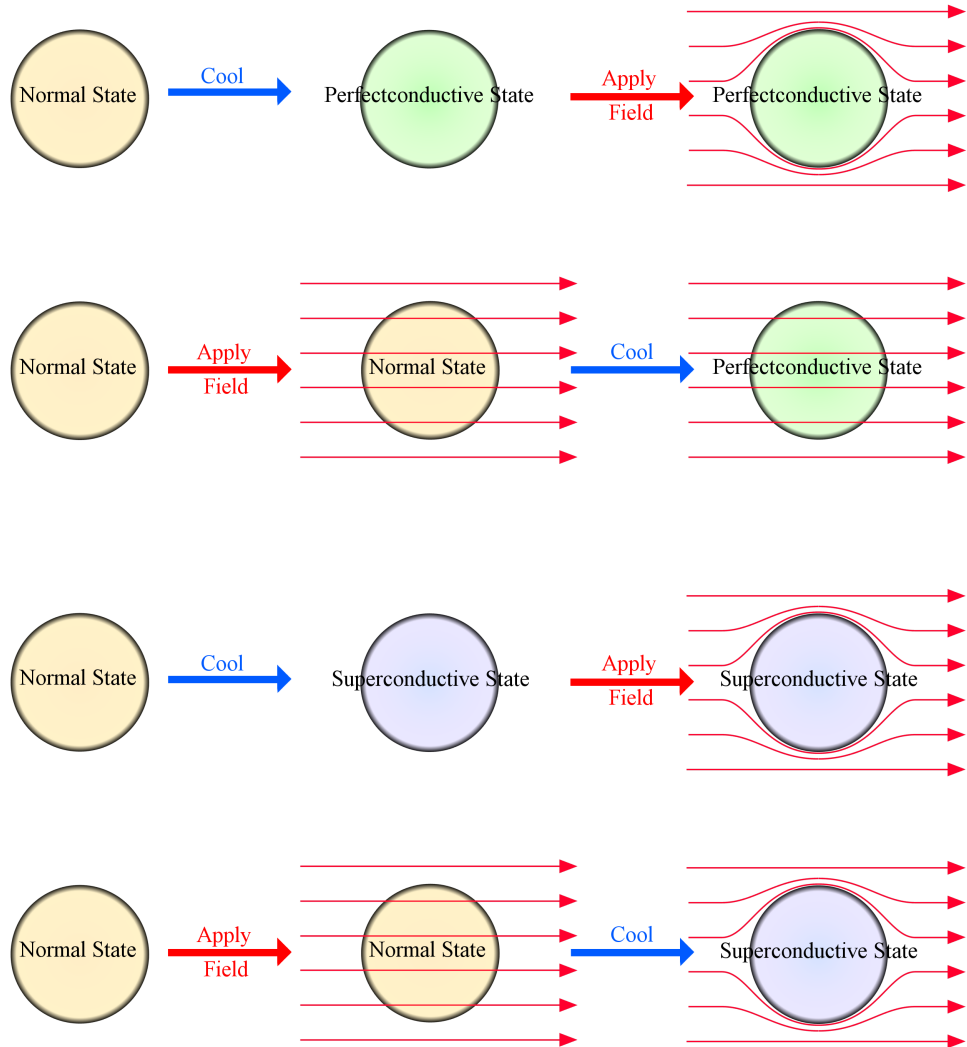 Normal State
Cool
Perfectconductive State
Apply
Field
Perfectconductive State
Normal State
Apply
Field
Normal State
Cool
Perfectconductive State
Normal State
Cool
Superconductive State
Apply
Field
Superconductive State
Normal State
Apply
Field
Normal State
Cool
Superconductive State